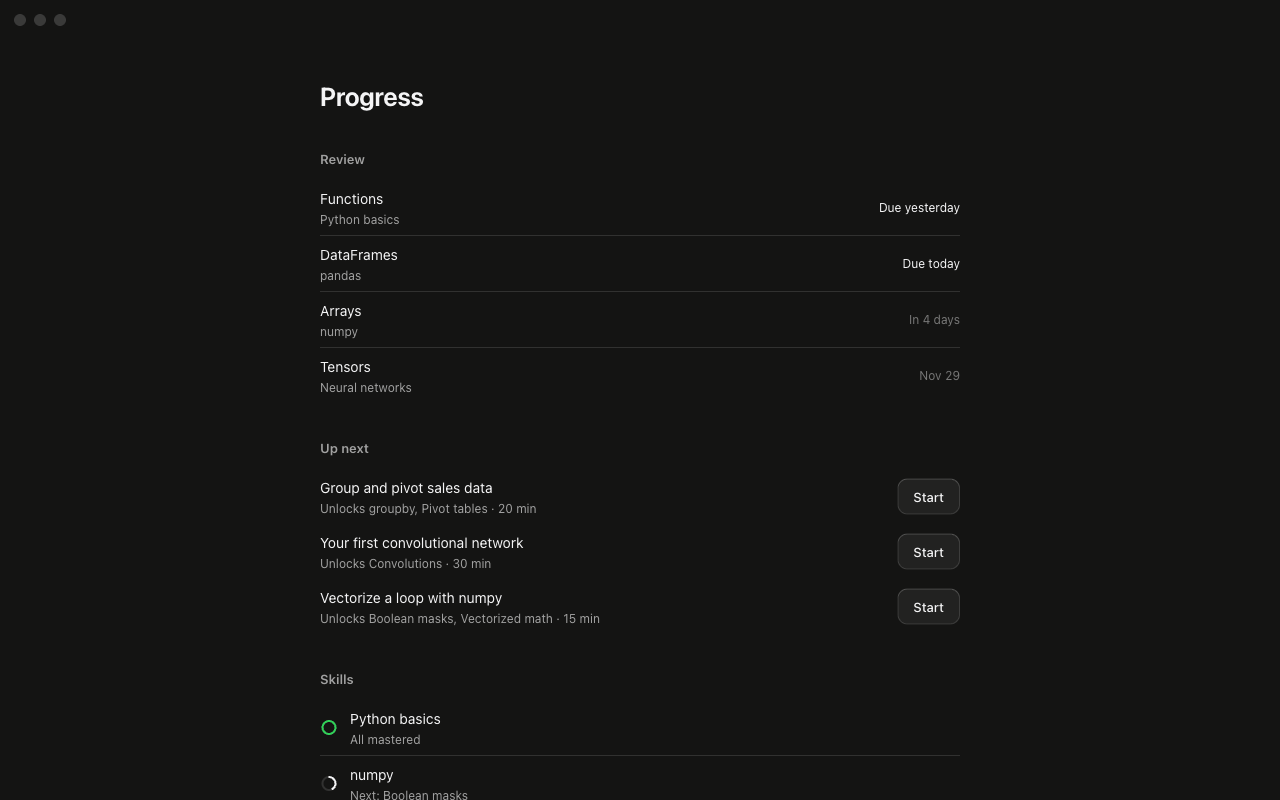 Progress
Review
Functions
Python basics
Due yesterday
DataFrames
pandas
Due today
Arrays
numpy
In 4 days
Tensors
Neural networks
Nov 29
Up next
Group and pivot sales data
Unlocks groupby, Pivot tables · 20 min
Start
Your first convolutional network
Unlocks Convolutions · 30 min
Start
Vectorize a loop with numpy
Unlocks Boolean masks, Vectorized math · 15 min
Start
Skills
Python basics
All mastered
numpy
Next: Boolean masks